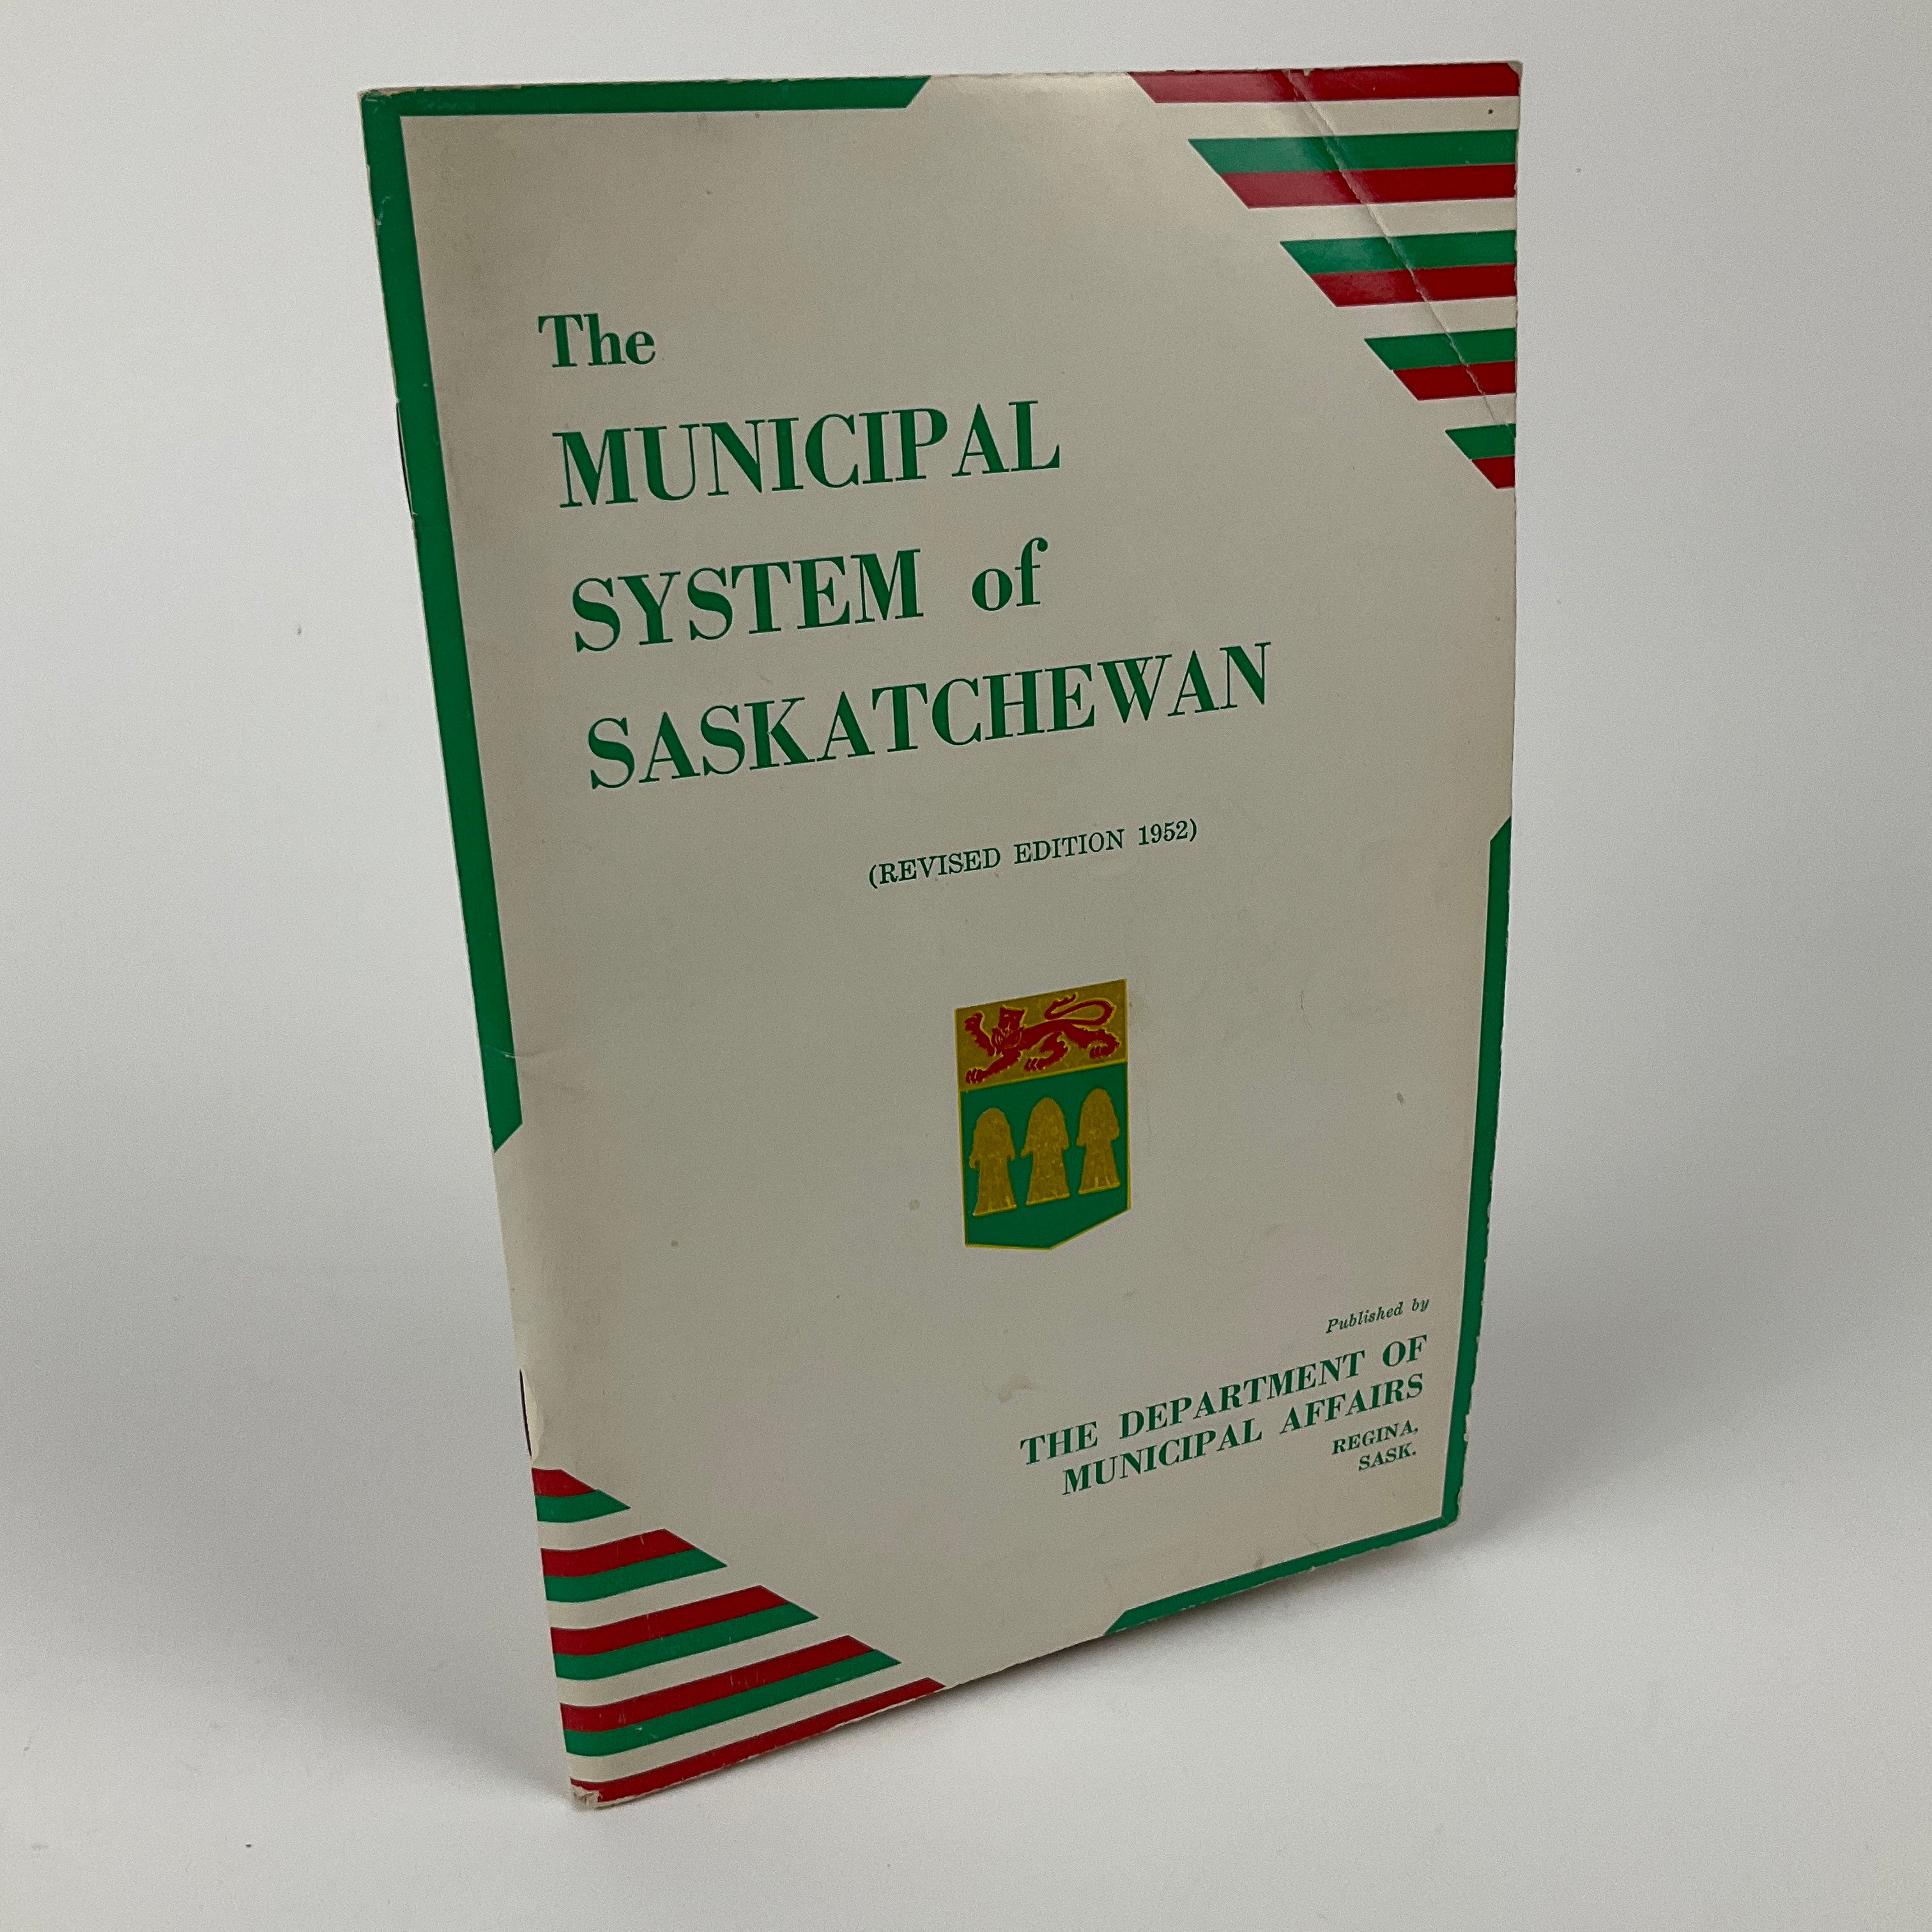 The
MUNICIPAL
SYSTEM of
SASKATCHEWAN
(REVISED EDITION 1952)
Published by
THE DEPARTMENT OF
MUNICIPAL AFFAIRS
REGINA,
SASK.